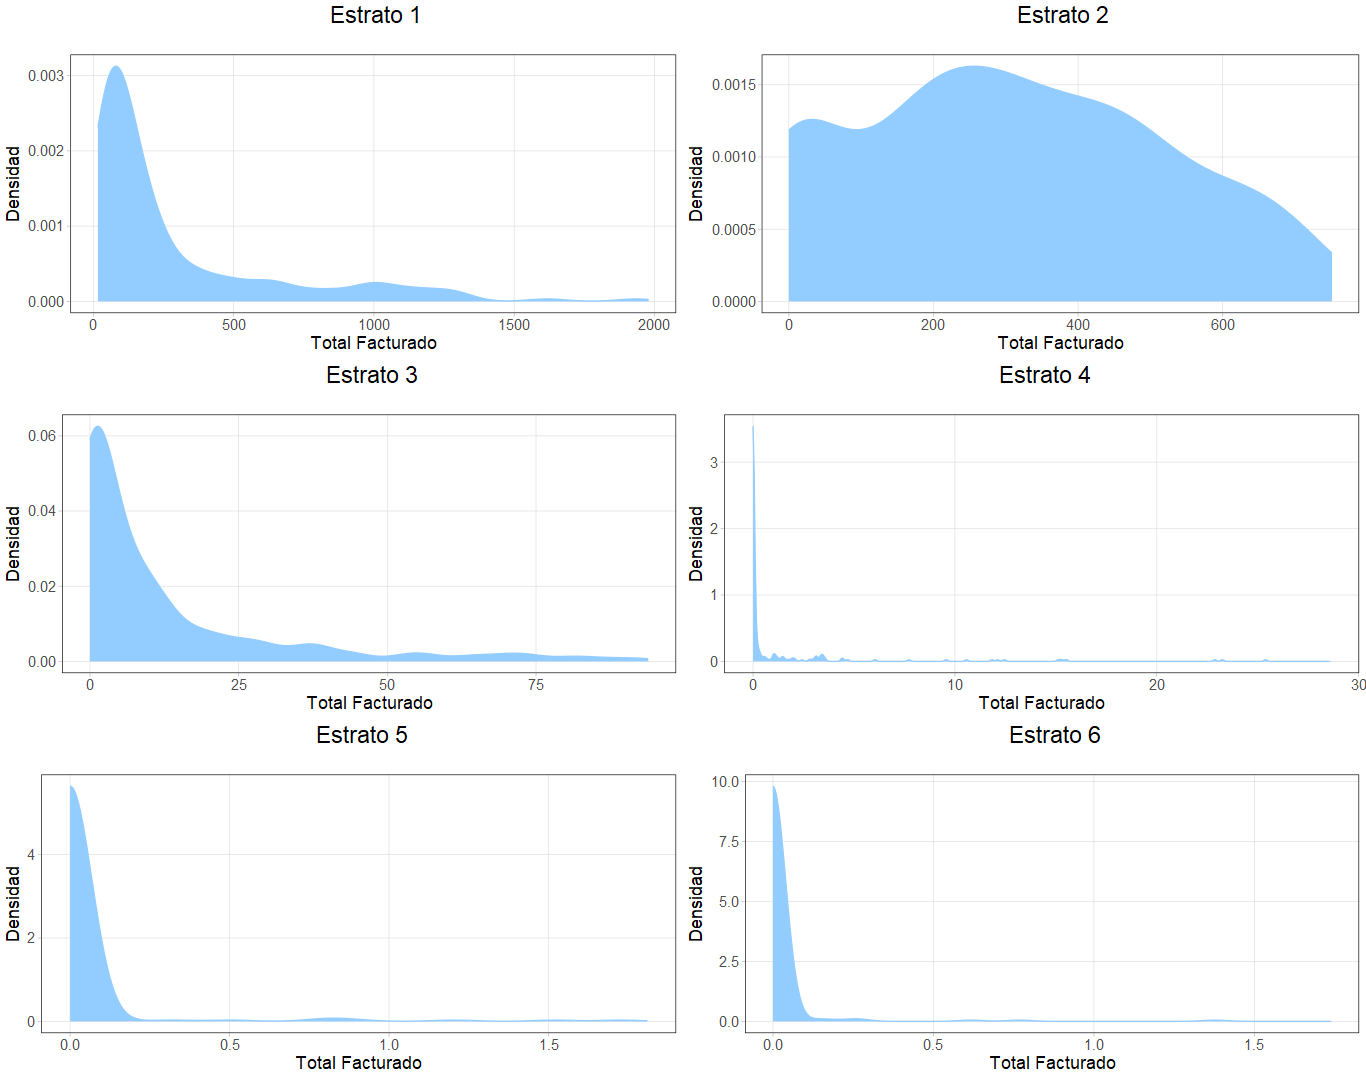 Estrato 1
Densidad
0.003
0.002
0.001
0.000
0 500 1000 1500 2000
Total Facturado
Estrato 2
Densidad
0.0015
0.0010
0.0005
0.0000
0 200 400 600
Total Facturado
Estrato 3
Densidad
0.06
0.04
0.02
0.00
0 25 50 75
Total Facturado
Estrato 4
Densidad
3
2
1
0
0 10 20 30
Total Facturado
Estrato 5
Densidad
4
2
0
0.0 0.5 1.0 1.5
Total Facturado
Estrato 6
Densidad
10.0
7.5
5.0
2.5
0.0
0.0 0.5 1.0 1.5
Total Facturado